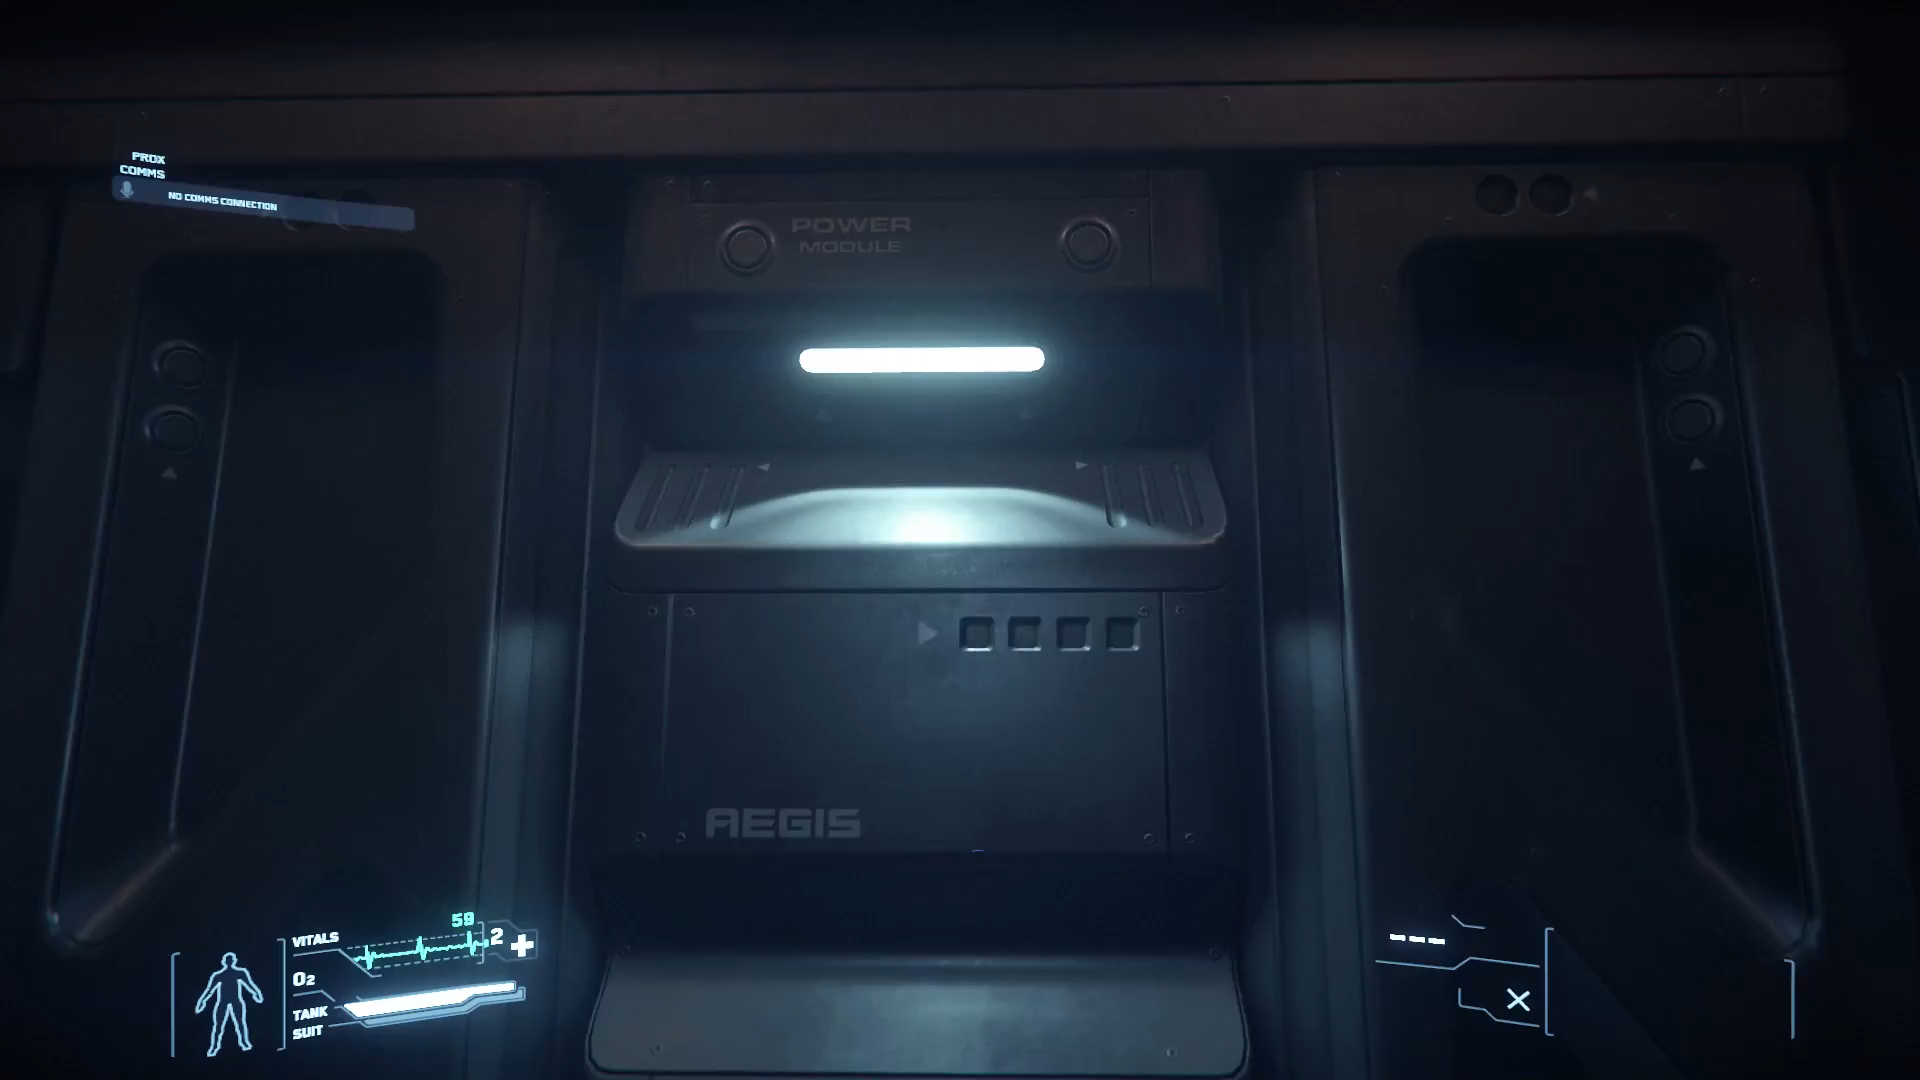 PROX
COMMS
NO COMMS CONNECTION
POWER
MODULE
AEGIS
59
VITALS
2
O2
TANK
SUIT